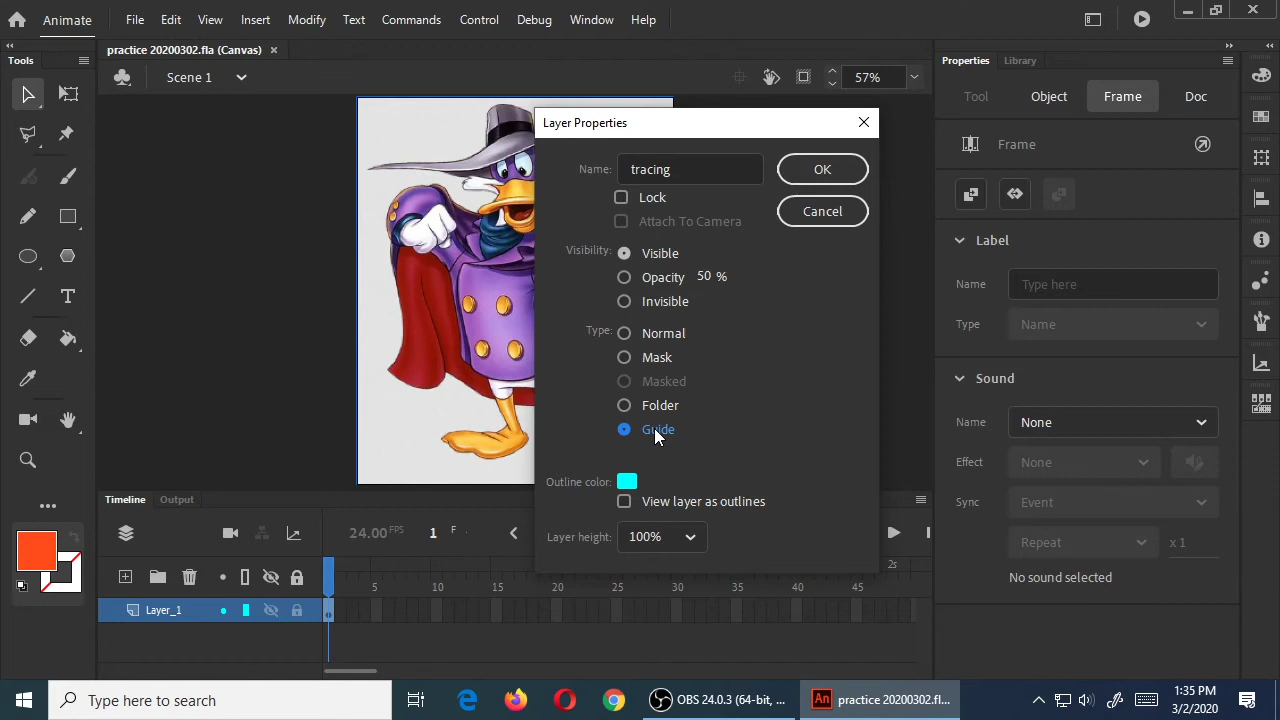 Animate File Edit View Insert Modify Text Commands Control Debug Window Help
practice 20200302.fla (Canvas)
Tools
Scene 1
57%
Properties Library
Tool Object Frame Doc
Frame
Label
Name Type here
Type Name
Sound
Name None
Effect None
Sync Event
Repeat x 1
No sound selected
Layer Properties
Name: tracing OK
Lock
Attach To Camera
Cancel
Visibility: Visible
Opacity 50 %
Invisible
Type: Normal
Mask
Masked
Folder
Guide
Outline color:
View layer as outlines
Layer height: 100%
Timeline Output
24.00 FPS 1 F
2s
5 10 15 20 25 30 35 40 45
Layer_1
Type here to search
OBS 24.0.3 (64-bit, ...
An practice 20200302.fl...
1:35 PM
3/2/2020